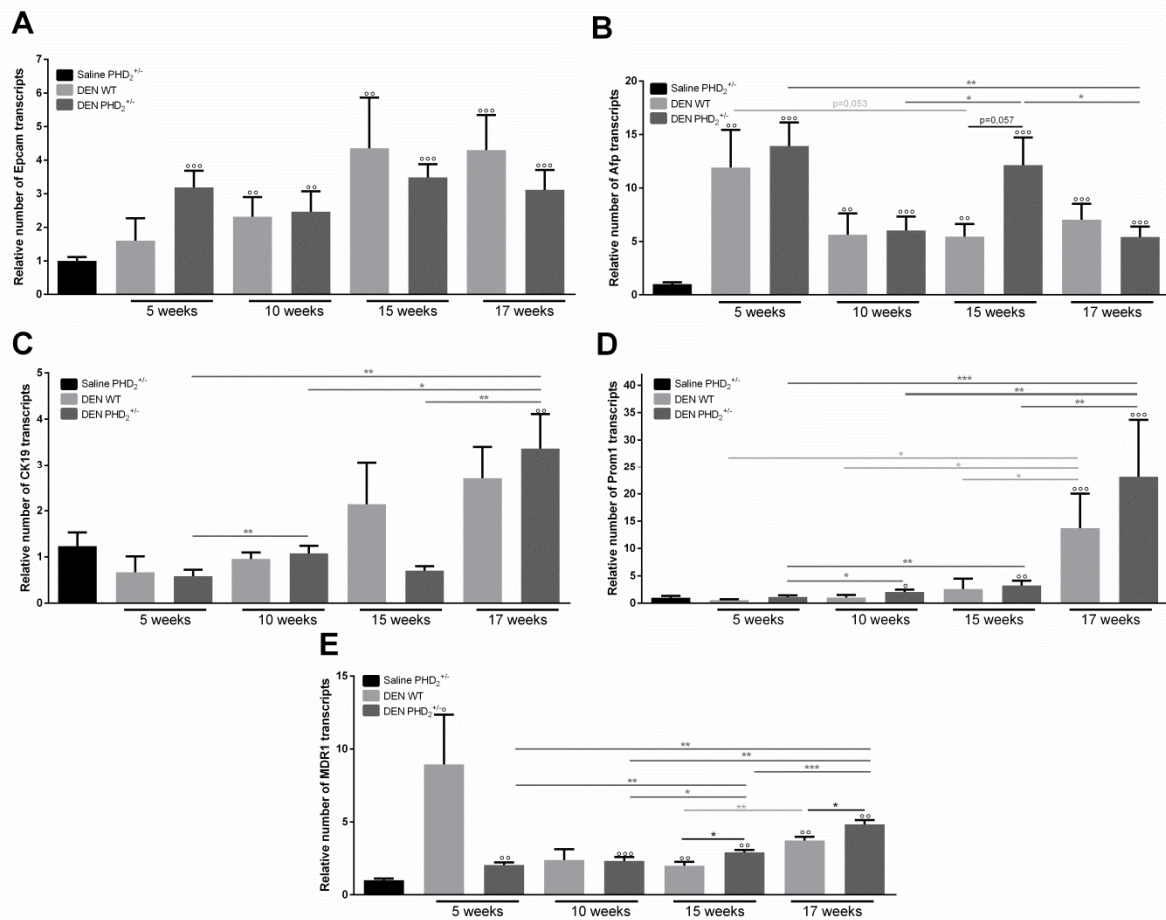 A
Relative number of Epcam transcripts
7
6
5
4
3
2
1
0
Saline PHD₂⁺/⁻
DEN WT
DEN PHD₂⁺/⁻
°°° °° °° °° °°° °°° °°°
5 weeks 10 weeks 15 weeks 17 weeks
B
Relative number of Afp transcripts
20
15
10
5
0
Saline PHD₂⁺/⁻
DEN WT
DEN PHD₂⁺/⁻
**
* *
p=0,053
p=0,057
°° °°° °° °°° °° °°° °°° °°°
5 weeks 10 weeks 15 weeks 17 weeks
C
Relative number of CK19 transcripts
5
4
3
2
1
0
Saline PHD₂⁺/⁻
DEN WT
DEN PHD₂⁺/⁻
**
*
**
°°
**
5 weeks 10 weeks 15 weeks 17 weeks
D
Relative number of Prom1 transcripts
40
35
30
25
20
15
10
5
0
Saline PHD₂⁺/⁻
DEN WT
DEN PHD₂⁺/⁻
***
**
**
*
*
*
**
*
° °° °°° °°°
5 weeks 10 weeks 15 weeks 17 weeks
E
Relative number of MDR1 transcripts
15
10
5
0
Saline PHD₂⁺/⁻
DEN WT
DEN PHD₂⁺/⁻
**
**
***
**
*
**
*
*
° °° °°° °° °° °° °°
5 weeks 10 weeks 15 weeks 17 weeks